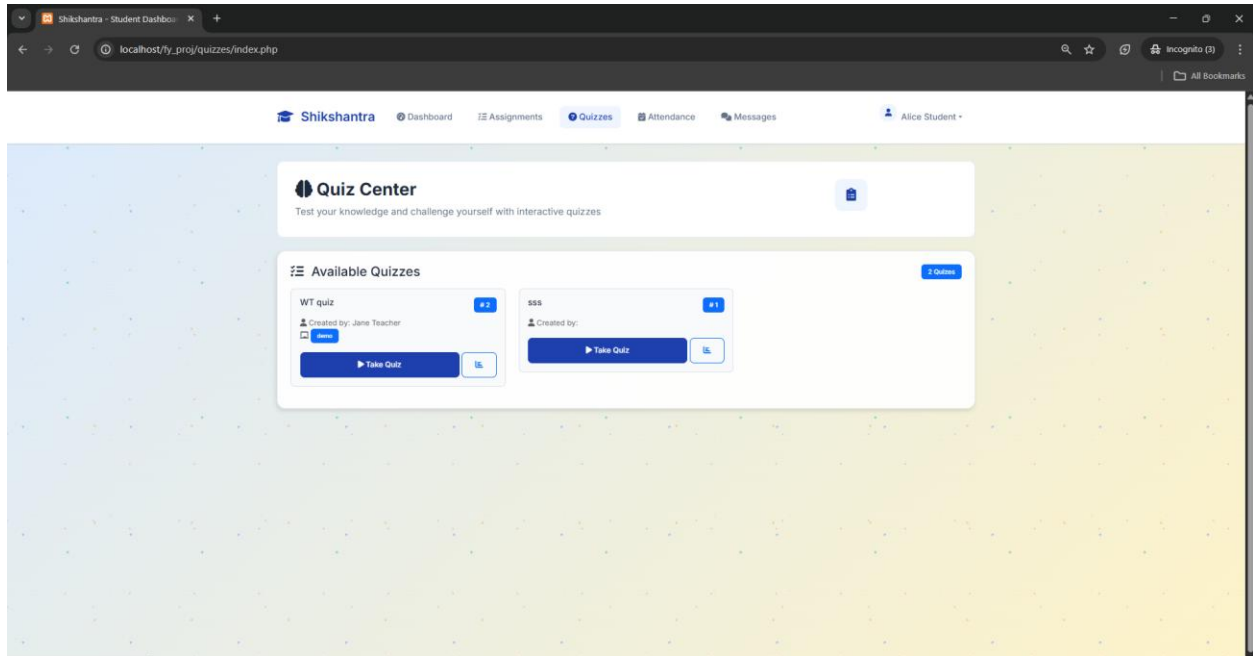 Shikshantra - Student Dashboa
localhost/fy_proj/quizzes/index.php
Incognito (3)
All Bookmarks
Shikshantra Dashboard Assignments Quizzes Attendance Messages Alice Student
Quiz Center
Test your knowledge and challenge yourself with interactive quizzes
Available Quizzes 2 Quizzes
WT quiz #2
Created by: Jane Teacher
demo
Take Quiz
sss #1
Created by:
Take Quiz